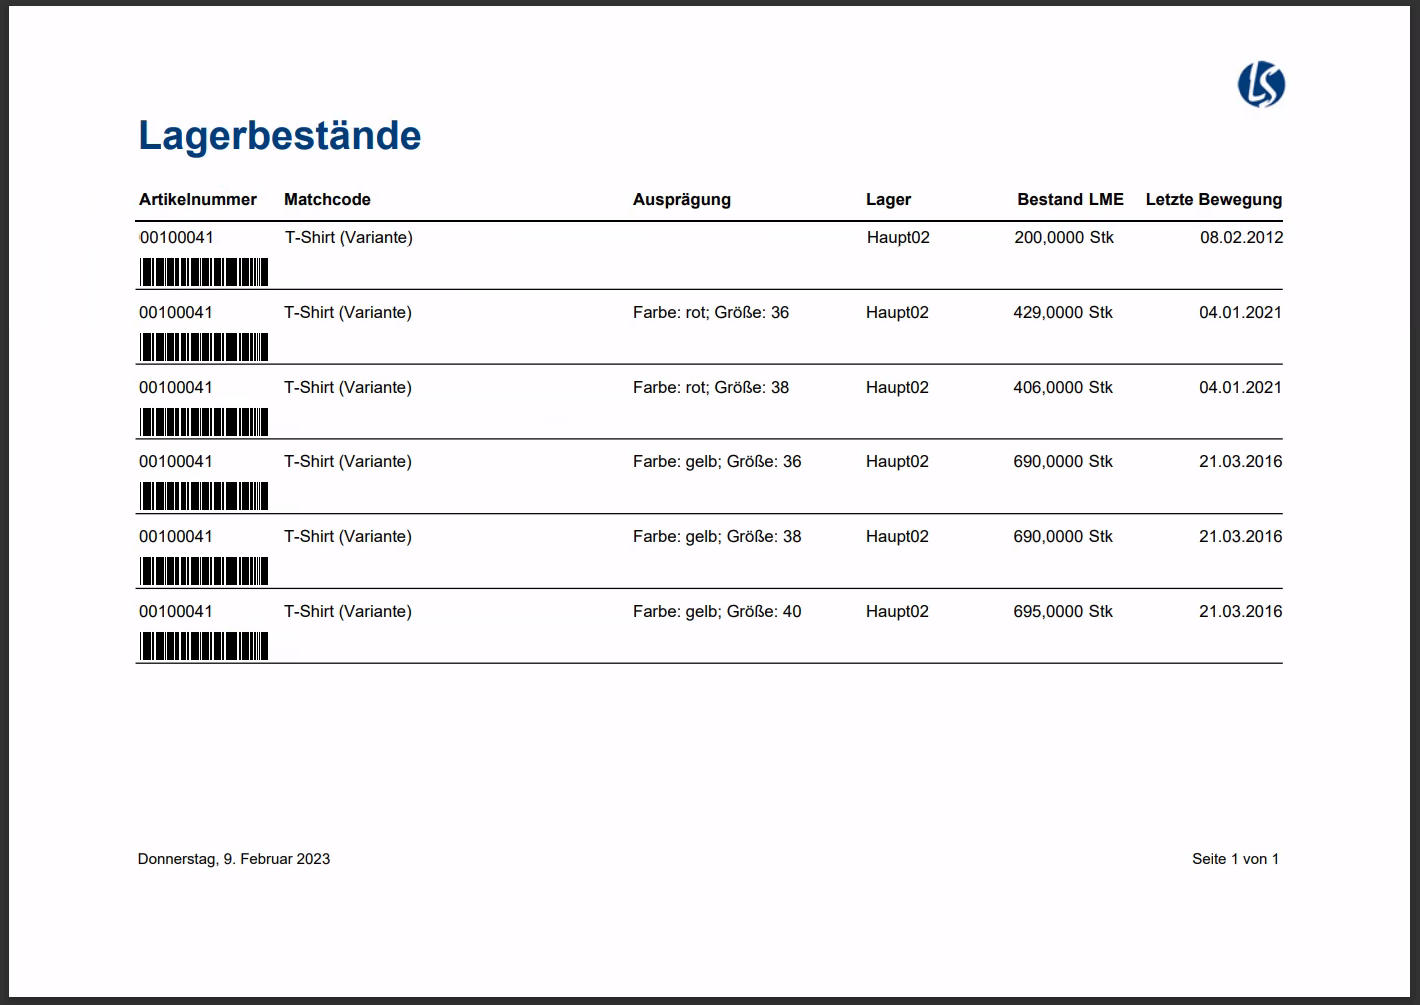 LS
Lagerbestände
Artikelnummer Matchcode Ausprägung Lager Bestand LME Letzte Bewegung
00100041 T-Shirt (Variante) Haupt02 200,0000 Stk 08.02.2012
00100041 T-Shirt (Variante) Farbe: rot; Größe: 36 Haupt02 429,0000 Stk 04.01.2021
00100041 T-Shirt (Variante) Farbe: rot; Größe: 38 Haupt02 406,0000 Stk 04.01.2021
00100041 T-Shirt (Variante) Farbe: gelb; Größe: 36 Haupt02 690,0000 Stk 21.03.2016
00100041 T-Shirt (Variante) Farbe: gelb; Größe: 38 Haupt02 690,0000 Stk 21.03.2016
00100041 T-Shirt (Variante) Farbe: gelb; Größe: 40 Haupt02 695,0000 Stk 21.03.2016
Donnerstag, 9. Februar 2023 Seite 1 von 1